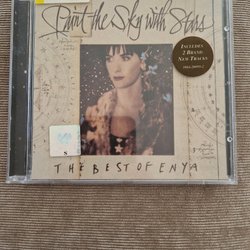 Paint the Sky with Stars
INCLUDES
2 BRAND
NEW TRACKS
THE BEST OF ENYA